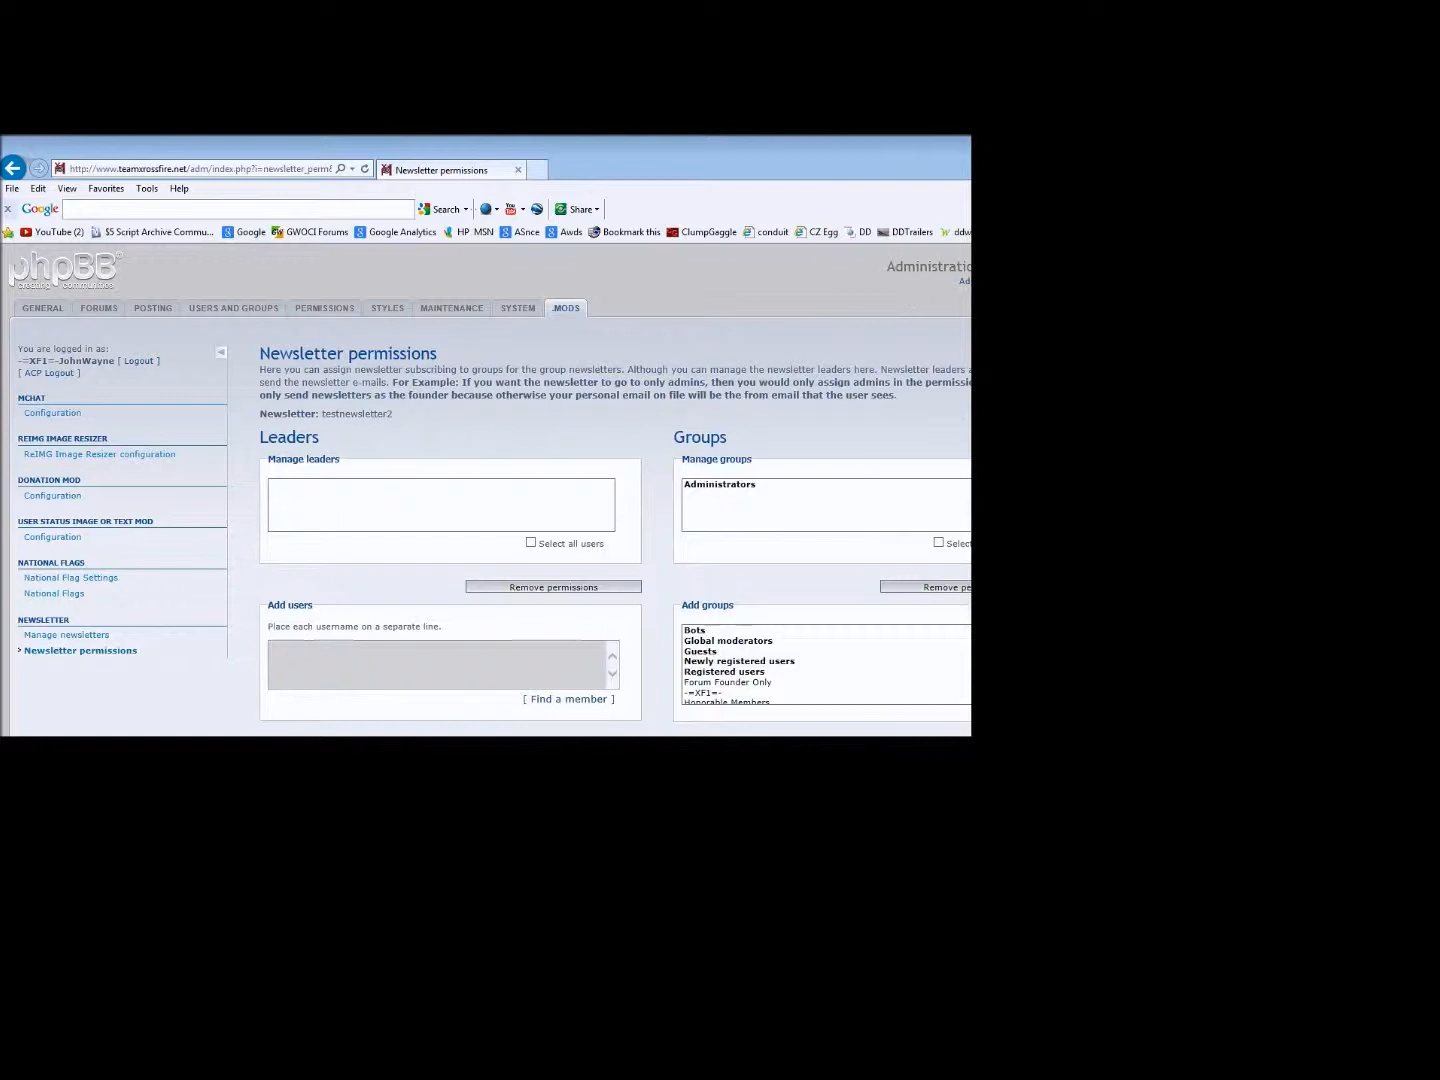 http://www.teamxrossfire.net/adm/index.php?i=newsletter_perm
Newsletter permissions
File Edit View Favorites Tools Help
Google Search Share
YouTube (2) $5 Script Archive Commu... Google GWOCI Forums Google Analytics HP MSN ASnce Awds Bookmark this ClumpGaggle conduit CZ Egg DD DDTrailers ddw
phpBB
creating communities
Administratio
Ad
GENERAL FORUMS POSTING USERS AND GROUPS PERMISSIONS STYLES MAINTENANCE SYSTEM .MODS
You are logged in as:
-=XF1=-JohnWayne [ Logout ]
[ ACP Logout ]
MCHAT
Configuration
REIMG IMAGE RESIZER
ReIMG Image Resizer configuration
DONATION MOD
Configuration
USER STATUS IMAGE OR TEXT MOD
Configuration
NATIONAL FLAGS
National Flag Settings
National Flags
NEWSLETTER
Manage newsletters
Newsletter permissions
Newsletter permissions
Here you can assign newsletter subscribing to groups for the group newsletters. Although you can manage the newsletter leaders here. Newsletter leaders a
send the newsletter e-mails. For Example: If you want the newsletter to go to only admins, then you would only assign admins in the permissio
only send newsletters as the founder because otherwise your personal email on file will be the from email that the user sees.
Newsletter: testnewsletter2
Leaders
Manage leaders
Select all users
Remove permissions
Add users
Place each username on a separate line.
[ Find a member ]
Groups
Manage groups
Administrators
Select
Remove pe
Add groups
Bots
Global moderators
Guests
Newly registered users
Registered users
Forum Founder Only
-=XF1=-
Honorable Members